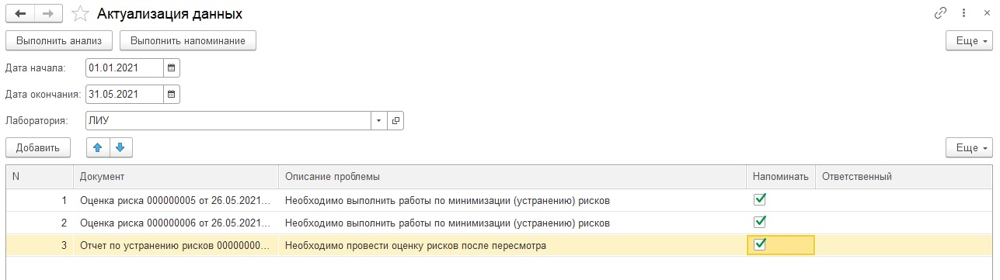 Актуализация данных
Выполнить анализ Выполнить напоминание Еще
Дата начала: 01.01.2021
Дата окончания: 31.05.2021
Лаборатория: ЛИУ
Добавить Еще
N Документ Описание проблемы Напоминать Ответственный
1 Оценка риска 000000005 от 26.05.2021... Необходимо выполнить работы по минимизации (устранению) рисков
2 Оценка риска 000000006 от 26.05.2021... Необходимо выполнить работы по минимизации (устранению) рисков
3 Отчет по устранению рисков 00000000... Необходимо провести оценку рисков после пересмотра